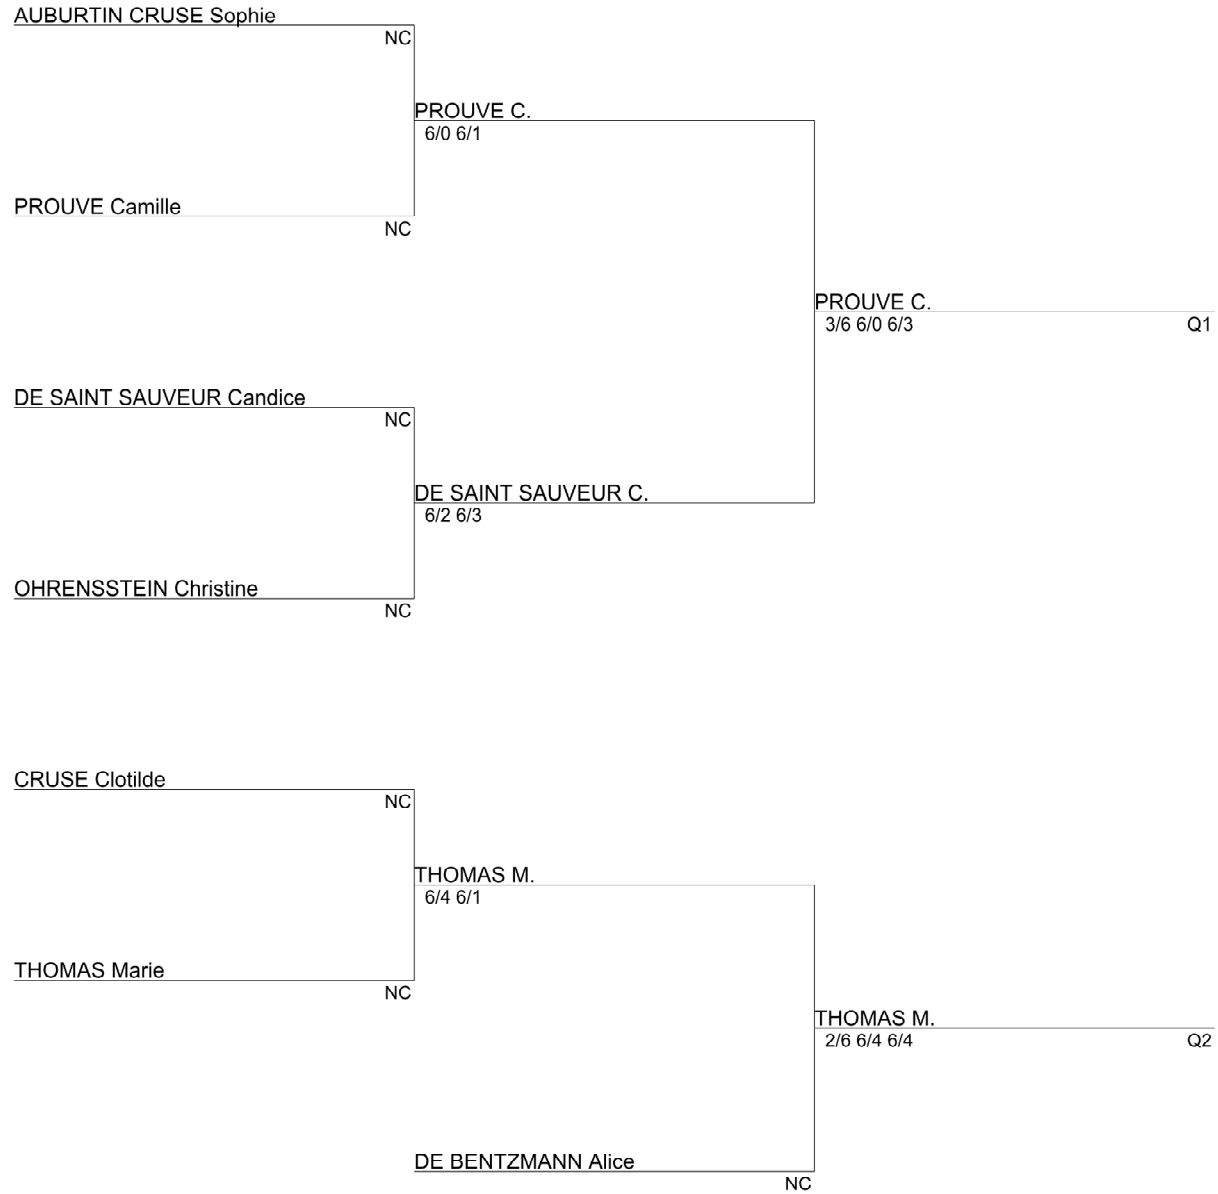 AUBURTIN CRUSE Sophie
NC
PROUVE C.
6/0 6/1
PROUVE Camille
NC
PROUVE C.
3/6 6/0 6/3
Q1
DE SAINT SAUVEUR Candice
NC
DE SAINT SAUVEUR C.
6/2 6/3
OHRENSSTEIN Christine
NC
CRUSE Clotilde
NC
THOMAS M.
6/4 6/1
THOMAS Marie
NC
THOMAS M.
2/6 6/4 6/4
Q2
DE BENTZMANN Alice
NC